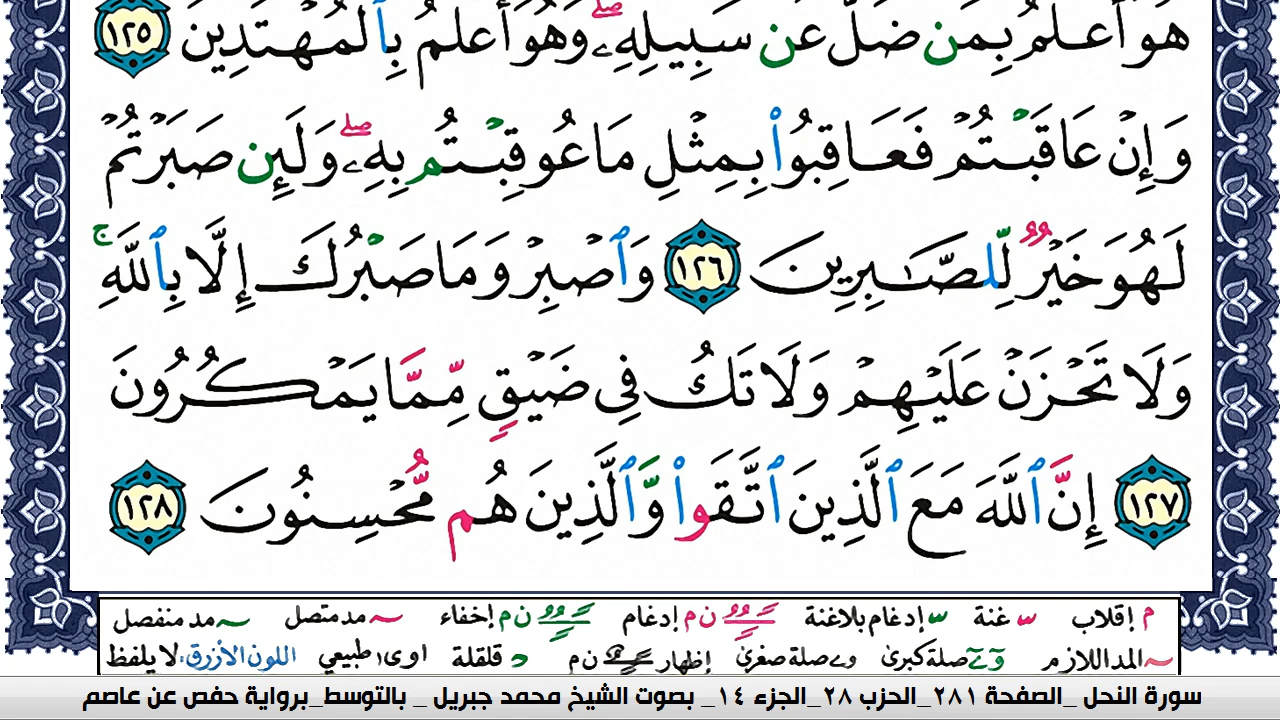 هُوَ أَعْلَمُ بِمَن ضَلَّ عَن سَبِيلِهِۦ ۖ وَهُوَ أَعْلَمُ بِٱلْمُهْتَدِينَ ١٢٥
وَإِنْ عَاقَبْتُمْ فَعَاقِبُوا۟ بِمِثْلِ مَا عُوقِبْتُم بِهِۦ ۖ وَلَئِن صَبَرْتُمْ
لَهُوَ خَيْرٌ لِّلصَّـٰبِرِينَ ١٢٦ وَٱصْبِرْ وَمَا صَبْرُكَ إِلَّا بِٱللَّهِ ۚ
وَلَا تَحْزَنْ عَلَيْهِمْ وَلَا تَكُ فِى ضَيْقٍ مِّمَّا يَمْكُرُونَ
١٢٧ إِنَّ ٱللَّهَ مَعَ ٱلَّذِينَ ٱتَّقَوا۟ وَّٱلَّذِينَ هُم مُّحْسِنُونَ ١٢٨
م إقلاب س غنة س إدغام بلاغنة ن م إدغام ن م إخفاء ~ مد متصل ~ مد منفصل
~ المد اللازم وۤ ےۤ صلة كبرى و ے صلة صغرى إظهار ن م د قلقلة اوى، طبيعي اللون الأزرق، لا يلفظ
سورة النحل _الصفحة ٢٨١_الحزب ٢٨_الجزء ١٤_ بصوت الشيخ محمد جبريل _ بالتوسط_برواية حفص عن عاصم